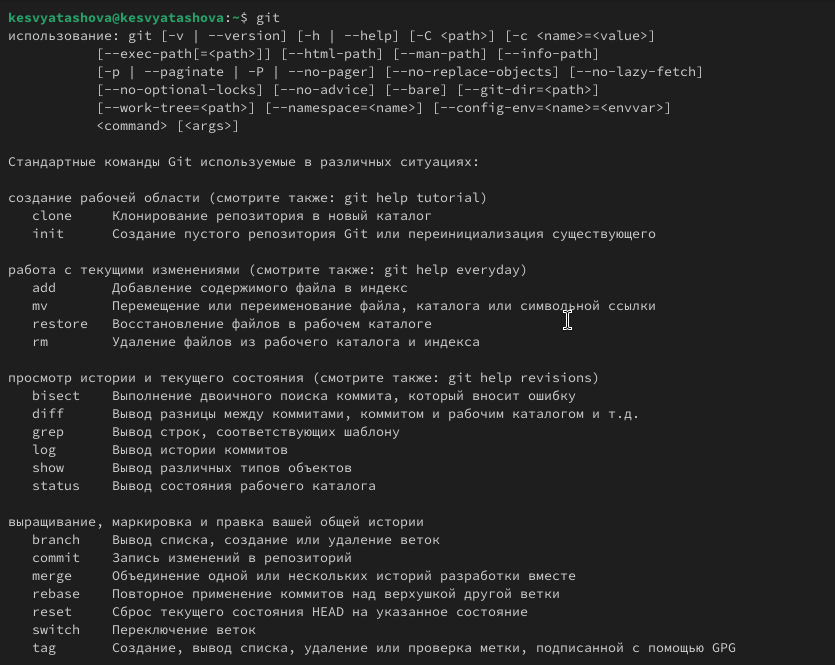 kesvyatashova@kesvyatashova:~$ git
использование: git [-v | --version] [-h | --help] [-C <path>] [-c <name>=<value>]
           [--exec-path[=<path>]] [--html-path] [--man-path] [--info-path]
           [-p | --paginate | -P | --no-pager] [--no-replace-objects] [--no-lazy-fetch]
           [--no-optional-locks] [--no-advice] [--bare] [--git-dir=<path>]
           [--work-tree=<path>] [--namespace=<name>] [--config-env=<name>=<envvar>]
           <command> [<args>]

Стандартные команды Git используемые в различных ситуациях:

создание рабочей области (смотрите также: git help tutorial)
   clone     Клонирование репозитория в новый каталог
   init      Создание пустого репозитория Git или переинициализация существующего

работа с текущими изменениями (смотрите также: git help everyday)
   add       Добавление содержимого файла в индекс
   mv        Перемещение или переименование файла, каталога или символьной ссылки
   restore   Восстановление файлов в рабочем каталоге
   rm        Удаление файлов из рабочего каталога и индекса

просмотр истории и текущего состояния (смотрите также: git help revisions)
   bisect    Выполнение двоичного поиска коммита, который вносит ошибку
   diff      Вывод разницы между коммитами, коммитом и рабочим каталогом и т.д.
   grep      Вывод строк, соответствующих шаблону
   log       Вывод истории коммитов
   show      Вывод различных типов объектов
   status    Вывод состояния рабочего каталога

выращивание, маркировка и правка вашей общей истории
   branch    Вывод списка, создание или удаление веток
   commit    Запись изменений в репозиторий
   merge     Объединение одной или нескольких историй разработки вместе
   rebase    Повторное применение коммитов над верхушкой другой ветки
   reset     Сброс текущего состояния HEAD на указанное состояние
   switch    Переключение веток
   tag       Создание, вывод списка, удаление или проверка метки, подписанной с помощью GPG